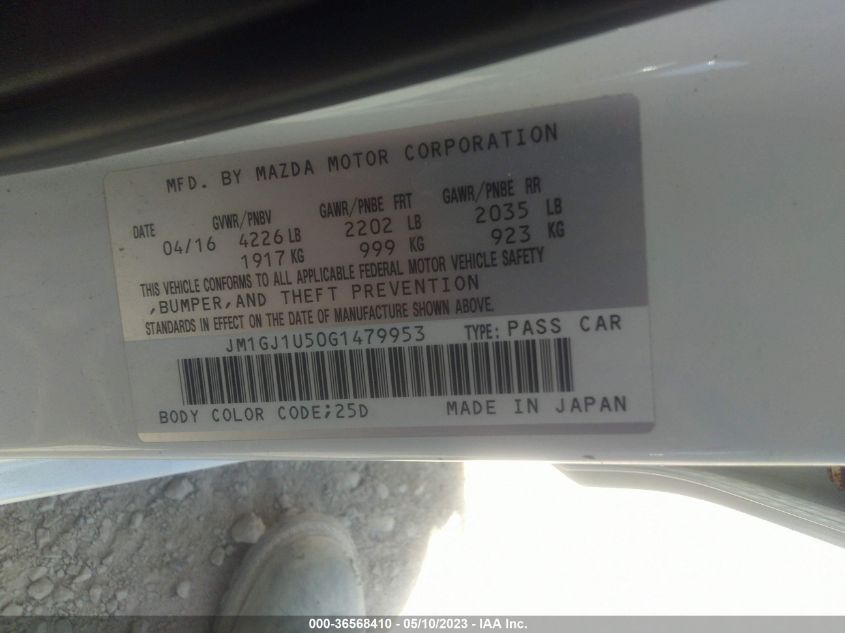 MFD. BY MAZDA MOTOR CORPORATION
DATE GVWR/PNBV GAWR/PNBE FRT GAWR/PNBE RR
04/16 4226 LB 2202 LB 2035 LB
1917 KG 999 KG 923 KG
THIS VEHICLE CONFORMS TO ALL APPLICABLE FEDERAL MOTOR VEHICLE SAFETY
,BUMPER,AND THEFT PREVENTION
STANDARDS IN EFFECT ON THE DATE OF MANUFACTURE SHOWN ABOVE.
JM1GJ1U50G1479953 TYPE: PASS CAR
BODY COLOR CODE;25D MADE IN JAPAN
000-36568410 - 05/10/2023 - IAA Inc.